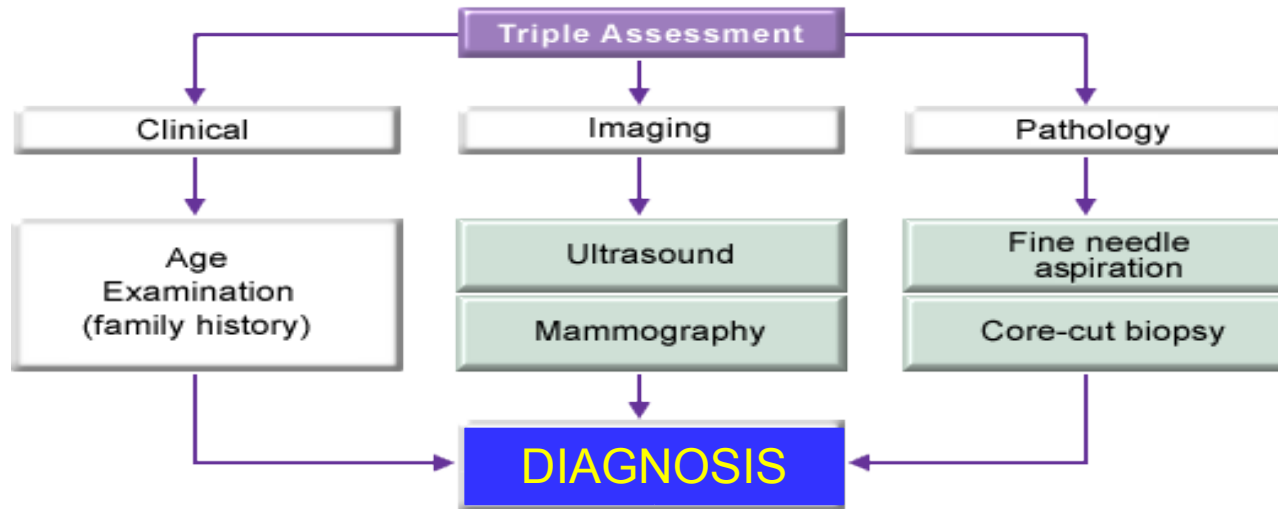 Triple Assessment
Clinical
Imaging
Pathology
Age
Examination
(family history)
Ultrasound
Mammography
Fine needle
aspiration
Core-cut biopsy
DIAGNOSIS